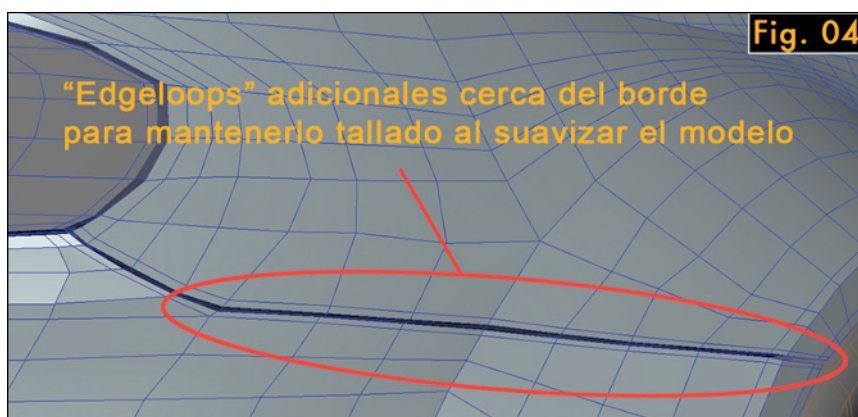 Fig. 04
“Edgeloops” adicionales cerca del borde
para mantenerlo tallado al suavizar el modelo